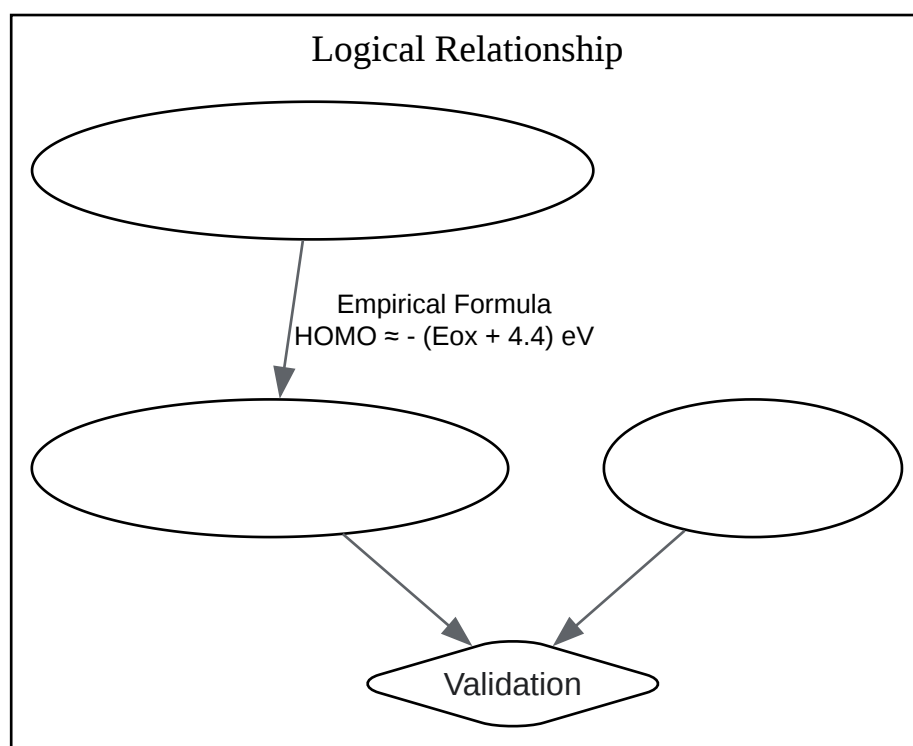 Logical Relationship
Empirical Formula
HOMO ≈ - (Eox + 4.4) eV
Validation